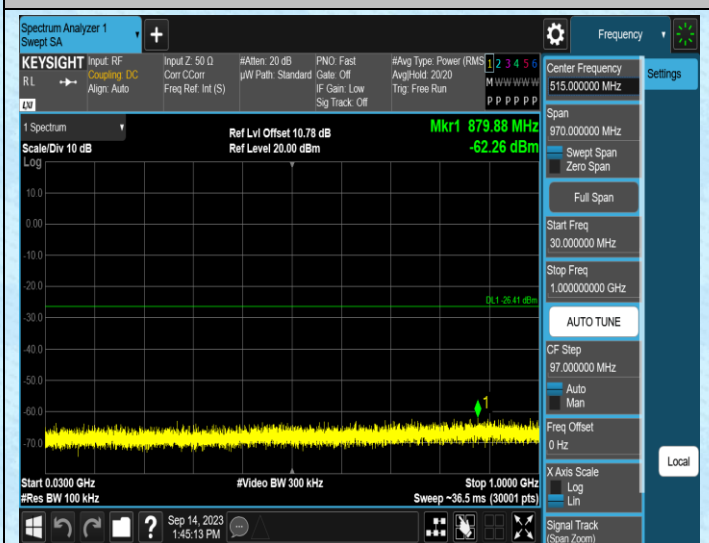 Spectrum Analyzer 1
Swept SA
Frequency
KEYSIGHT
RL
LXI
Input: RF
Coupling: DC
Align: Auto
Input Z: 50 Ω
Corr CCorr
Freq Ref: Int (S)
#Atten: 20 dB
µW Path: Standard
PNO: Fast
Gate: Off
IF Gain: Low
Sig Track: Off
#Avg Type: Power (RMS
Avg|Hold: 20/20
Trig: Free Run
1 2 3 4 5 6
M W W W W W
P P P P P P
1 Spectrum
Scale/Div 10 dB
Log
Ref Lvl Offset 10.78 dB
Ref Level 20.00 dBm
Mkr1 879.88 MHz
-62.26 dBm
10.0
0.00
-10.0
-20.0
DL1 -26.41 dBm
-30.0
-40.0
-50.0
1
-60.0
-70.0
Start 0.0300 GHz
#Res BW 100 kHz
#Video BW 300 kHz
Stop 1.0000 GHz
Sweep ~36.5 ms (30001 pts)
?
Sep 14, 2023
1:45:13 PM
Center Frequency
515.000000 MHz
Settings
Span
970.000000 MHz
Swept Span
Zero Span
Full Span
Start Freq
30.000000 MHz
Stop Freq
1.000000000 GHz
AUTO TUNE
CF Step
97.000000 MHz
Auto
Man
Freq Offset
0 Hz
Local
X Axis Scale
Log
Lin
Signal Track
(Span Zoom)